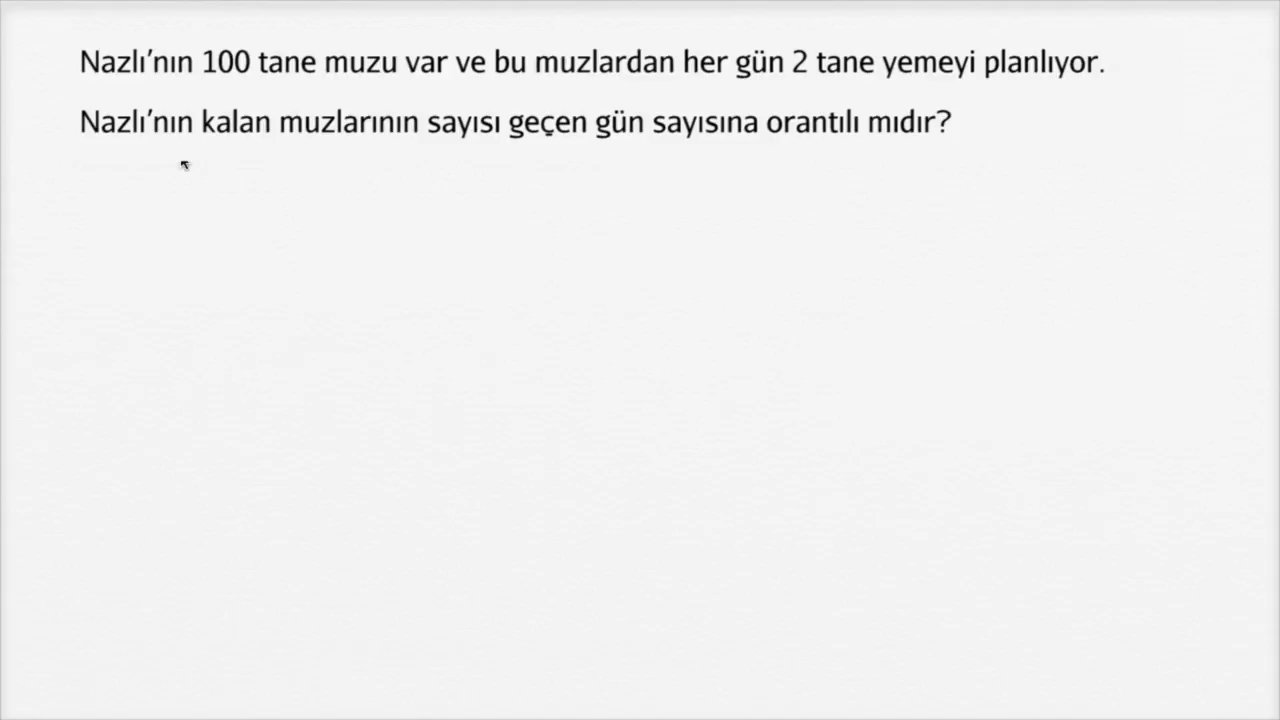 Nazlı’nın 100 tane muzu var ve bu muzlardan her gün 2 tane yemeyi planlıyor.
Nazlı’nın kalan muzlarının sayısı geçen gün sayısına orantılı mıdır?